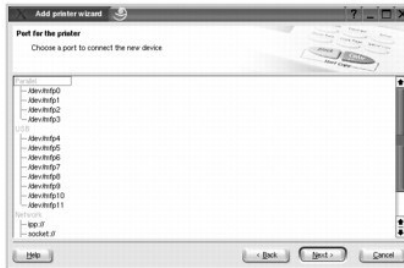 Add printer wizard
Port for the printer
Choose a port to connect the new device
Parallel
/dev/mfp0
/dev/mfp1
/dev/mfp2
/dev/mfp3
USB
/dev/mfp4
/dev/mfp5
/dev/mfp6
/dev/mfp7
/dev/mfp8
/dev/mfp9
/dev/mfp10
/dev/mfp11
Network
ipp://
socket://
Help
< Back
Next >
Cancel